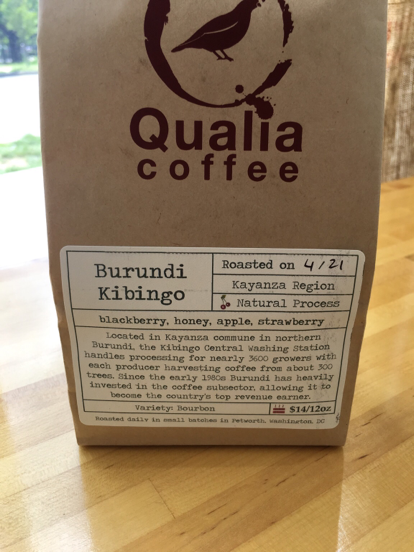 Qualia
coffee
Burundi
Kibingo
Roasted on 4/21
Kayanza Region
Natural Process
blackberry, honey, apple, strawberry
Located in Kayanza commune in northern
Burundi, the Kibingo Central Washing Station
handles processing for nearly 3600 growers with
each producer harvesting coffee from about 300
trees. Since the early 1980s Burundi has heavily
invested in the coffee subsector, allowing it to
become the country's top revenue earner.
Variety: Bourbon
$14/12oz
Roasted daily in small batches in Petworth, Washington, DC